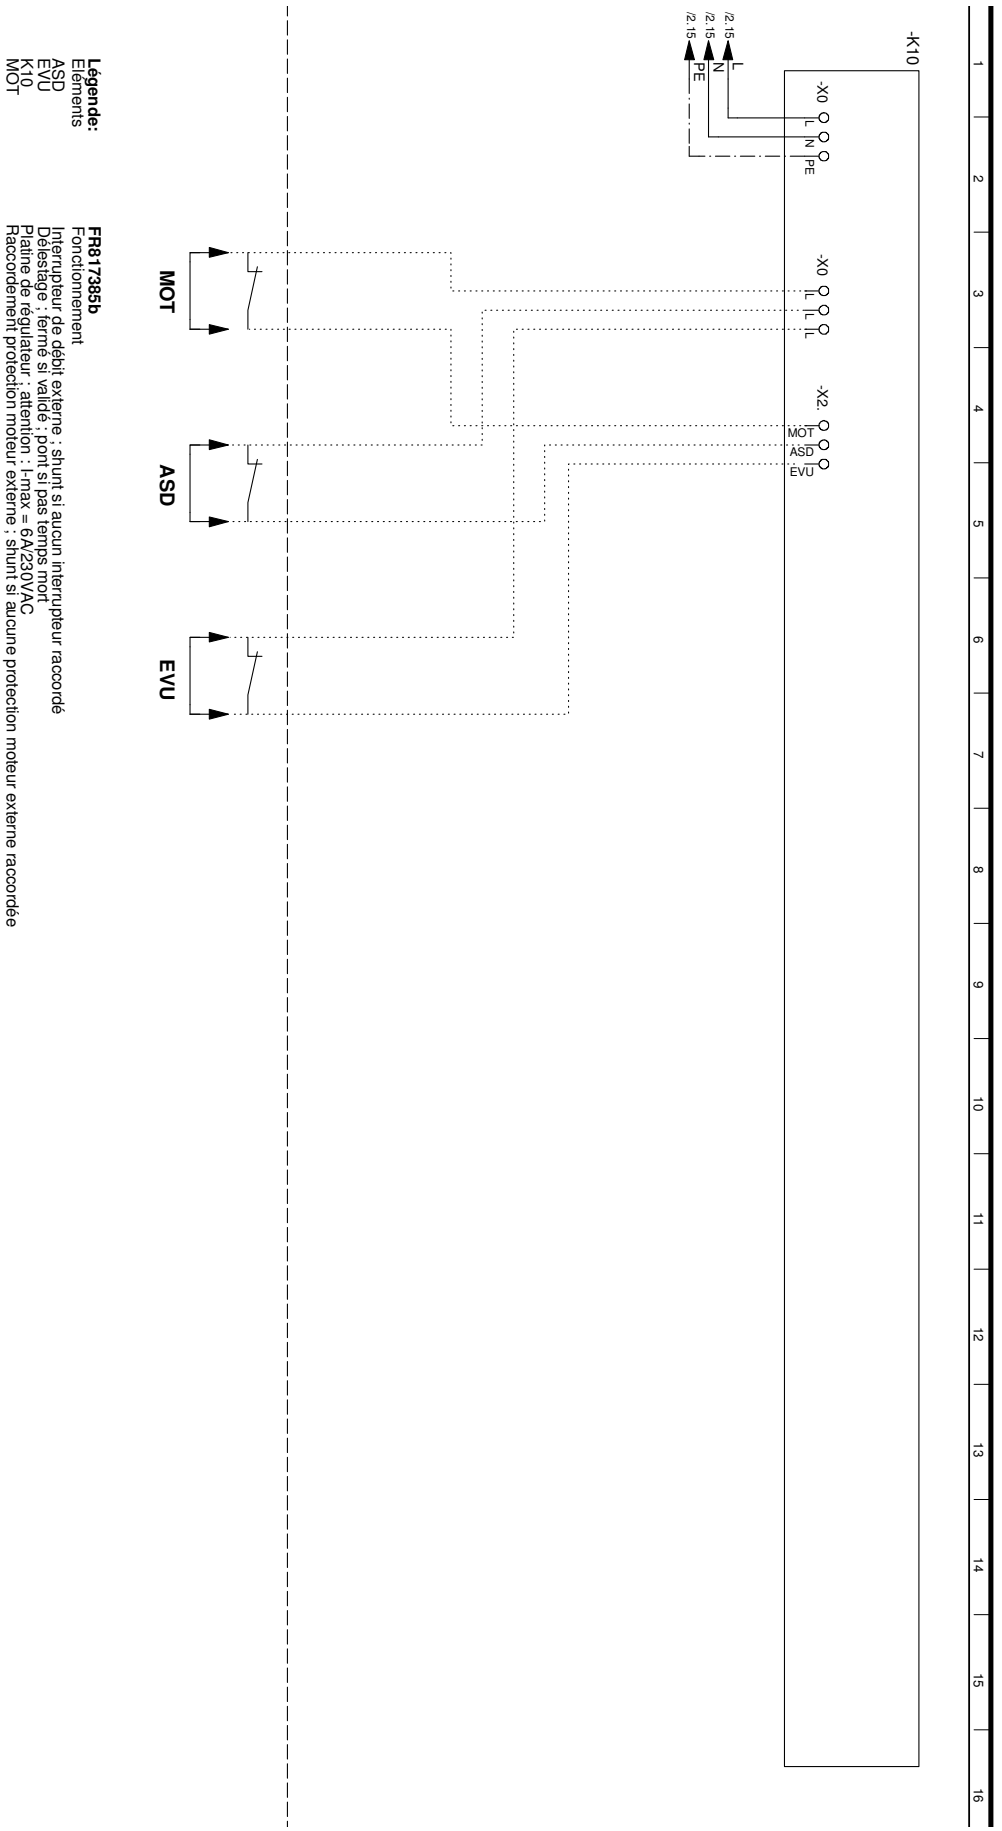 1 2 3 4 5 6 7 8 9 10 11 12 13 14 15 16
-K10
-X0 -X0 -X2.
L N PE 3 L L L MOT ASD EVU
L /2.15
N /2.15
PE /2.15
MOT ASD EVU
Légende: FR817385b
Eléments Fonctionnement
ASD Interrupteur de débit externe ; shunt si aucun interrupteur raccordé
EVU Délestage ; fermé si validé ; pont si pas temps mort
K10 Platine de régulateur ; attention : I-max = 6A/230VAC
MOT Raccordement protection moteur externe ; shunt si aucune protection moteur externe raccordée